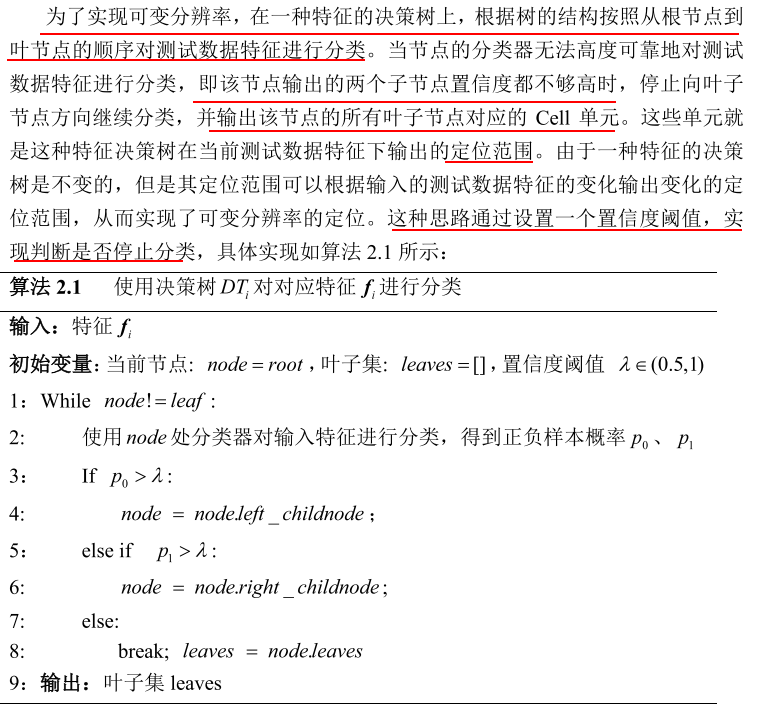 为了实现可变分辨率，在一种特征的决策树上，根据树的结构按照从根节点到
叶节点的顺序对测试数据特征进行分类。当节点的分类器无法高度可靠地对测试
数据特征进行分类，即该节点输出的两个子节点置信度都不够高时，停止向叶子
节点方向继续分类，并输出该节点的所有叶子节点对应的 Cell 单元。这些单元就
是这种特征决策树在当前测试数据特征下输出的定位范围。由于一种特征的决策
树是不变的，但是其定位范围可以根据输入的测试数据特征的变化输出变化的定
位范围，从而实现了可变分辨率的定位。这种思路通过设置一个置信度阈值，实
现判断是否停止分类，具体实现如算法 2.1 所示：
算法 2.1 使用决策树 DTᵢ 对对应特征 fᵢ 进行分类
输入：特征 fᵢ
初始变量：当前节点: node = root，叶子集: leaves = []，置信度阈值 λ∈(0.5,1)
1：While node != leaf :
2: 使用 node 处分类器对输入特征进行分类，得到正负样本概率 p₀、p₁
3： If p₀ > λ :
4: node = node.left_childnode；
5： else if p₁ > λ :
6: node = node.right_childnode;
7: else:
8: break; leaves = node.leaves
9：输出：叶子集 leaves